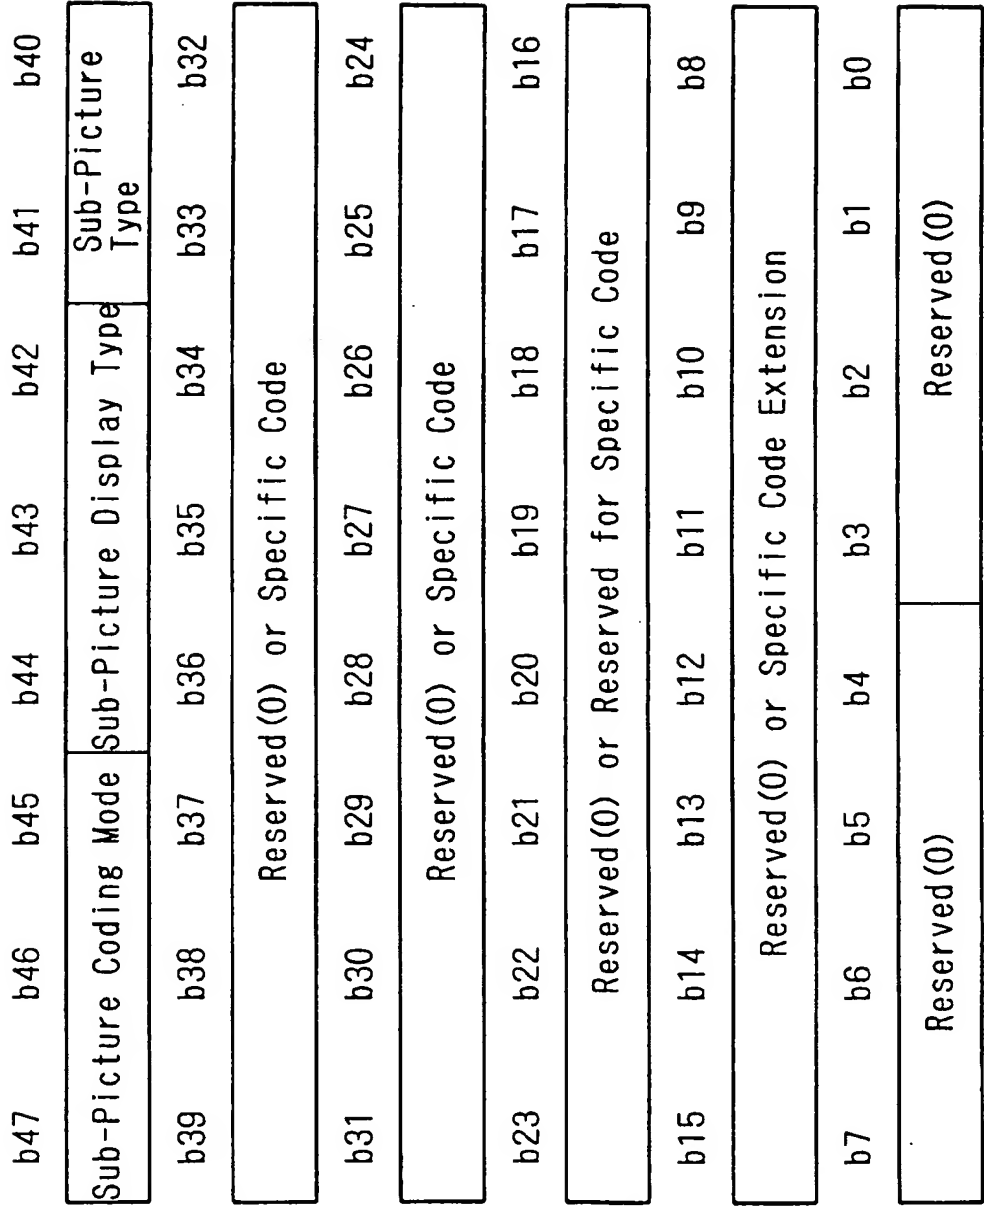 b47 b46 b45 b44 b43 b42 b41 b40
Sub-Picture Coding Mode Sub-Picture Display Type Sub-Picture
Type
b39 b38 b37 b36 b35 b34 b33 b32
Reserved(0) or Specific Code
b31 b30 b29 b28 b27 b26 b25 b24
Reserved(0) or Specific Code
b23 b22 b21 b20 b19 b18 b17 b16
Reserved(0) or Reserved for Specific Code
b15 b14 b13 b12 b11 b10 b9 b8
Reserved(0) or Specific Code Extension
b7 b6 b5 b4 b3 b2 b1 b0
Reserved(0) Reserved(0)